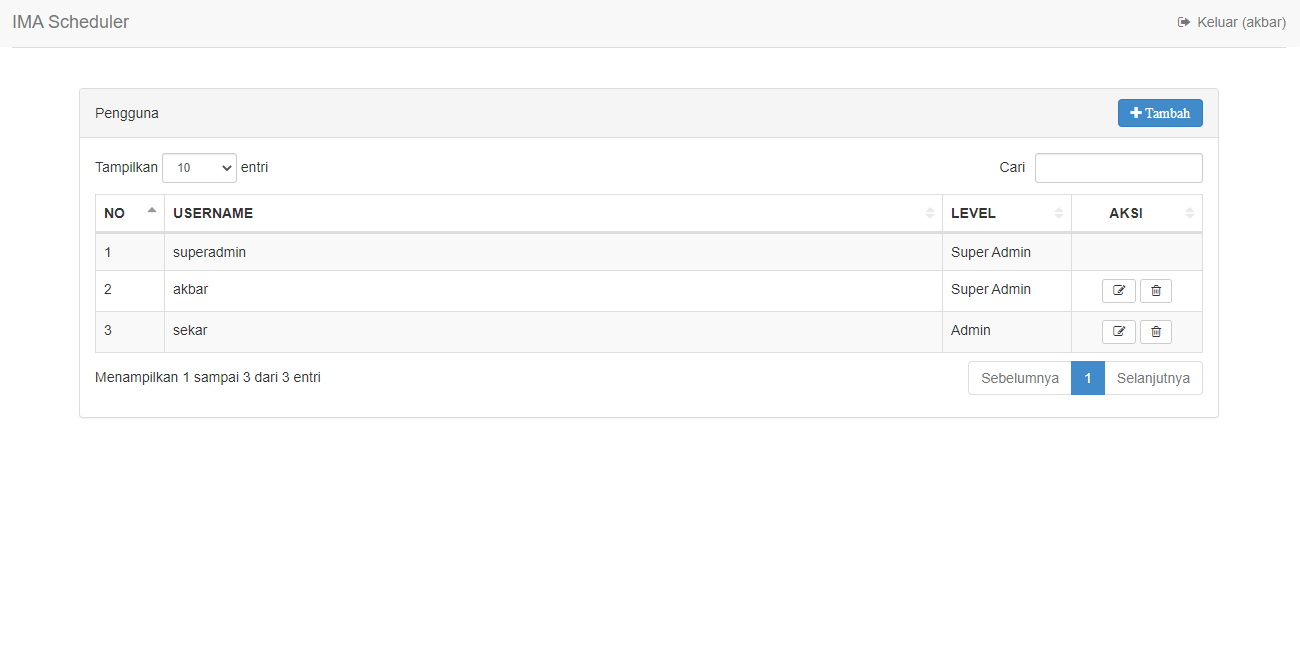 IMA Scheduler Keluar (akbar)
Pengguna Tambah
Tampilkan 10 entri Cari
NO USERNAME LEVEL AKSI
1 superadmin Super Admin
2 akbar Super Admin
3 sekar Admin
Menampilkan 1 sampai 3 dari 3 entri Sebelumnya 1 Selanjutnya